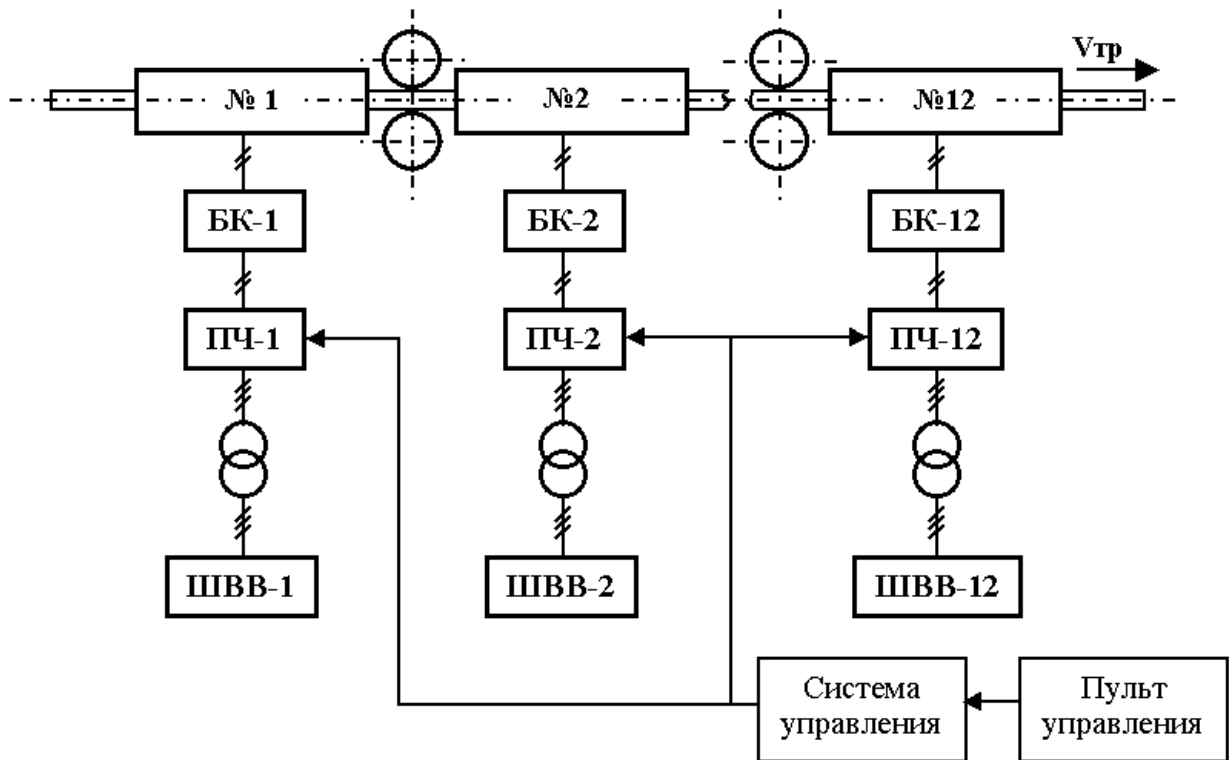 Vтр
№ 1
№2
№12
БК-1
БК-2
БК-12
ПЧ-1
ПЧ-2
ПЧ-12
ШВВ-1
ШВВ-2
ШВВ-12
Система
управления
Пульт
управления